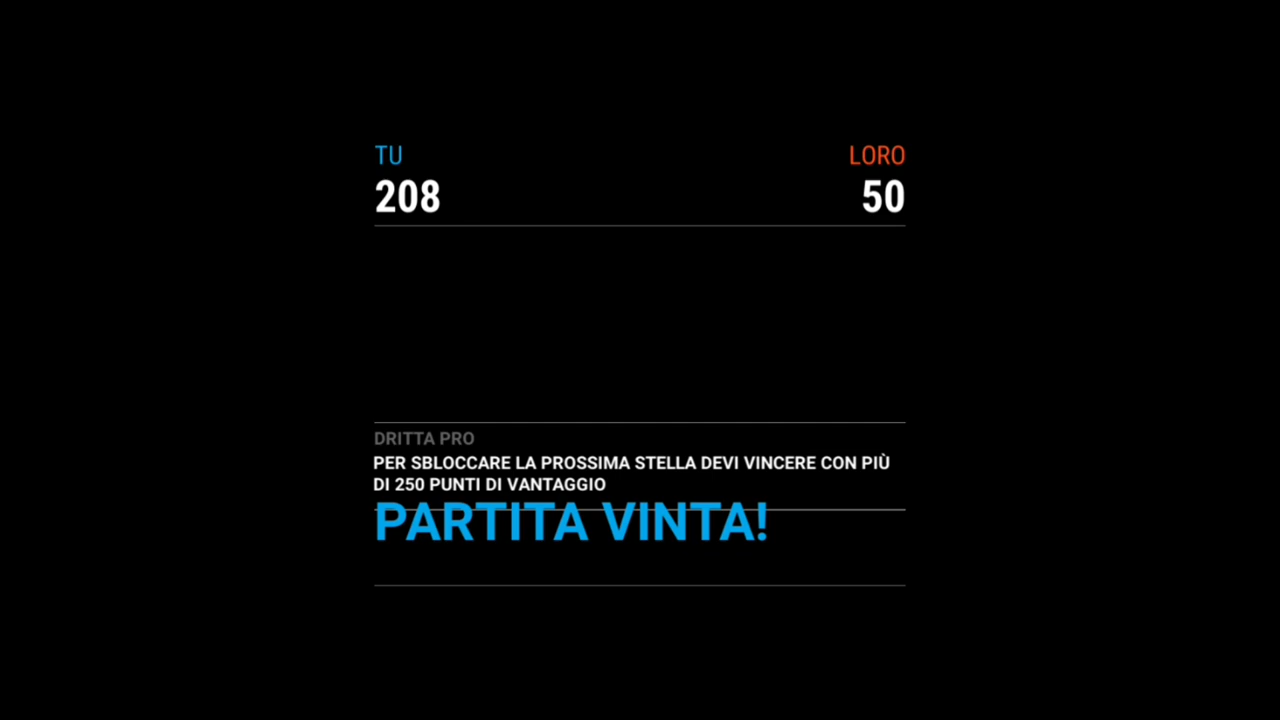 TU
LORO
208
50
DRITTA PRO
PER SBLOCCARE LA PROSSIMA STELLA DEVI VINCERE CON PIÙ
DI 250 PUNTI DI VANTAGGIO
PARTITA VINTA!